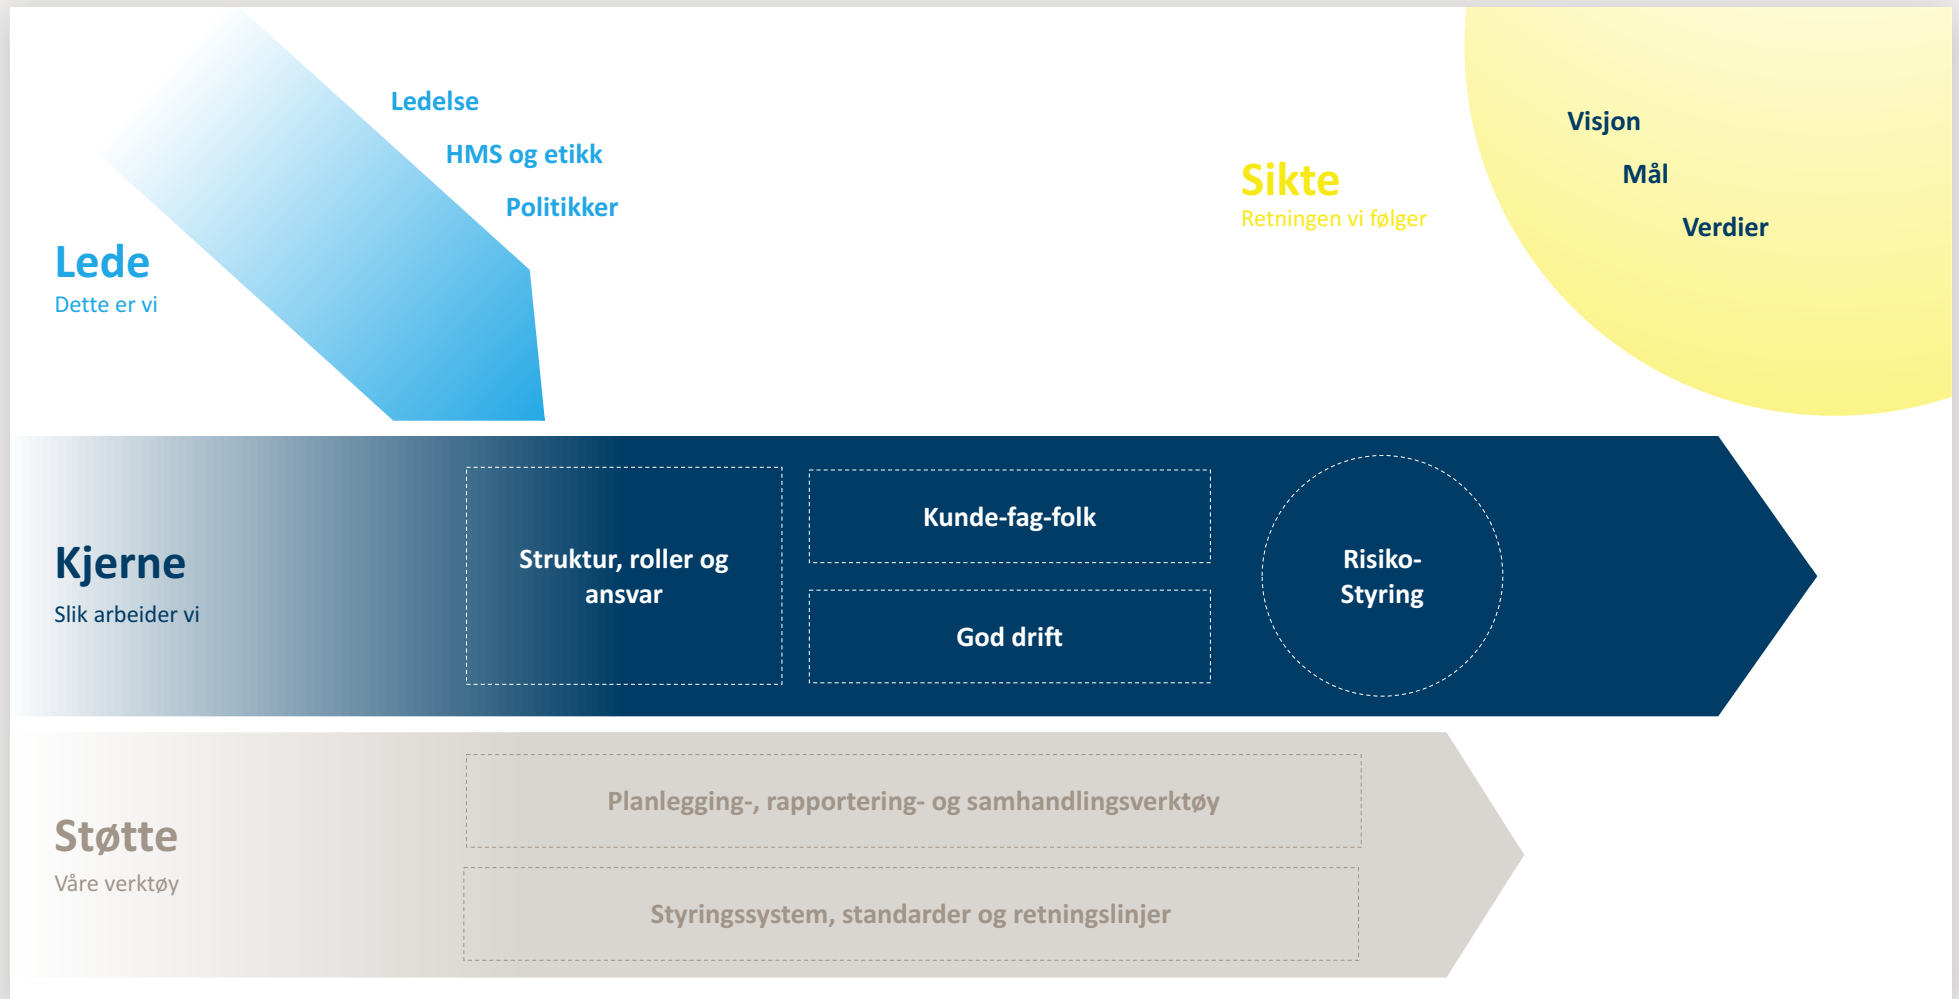 Ledelse
HMS og etikk
Politikker
Lede
Dette er vi
Sikte
Retningen vi følger
Visjon
Mål
Verdier
Kjerne
Slik arbeider vi
Struktur, roller og
ansvar
Kunde-fag-folk
God drift
Risiko-
Styring
Støtte
Våre verktøy
Planlegging-, rapportering- og samhandlingsverktøy
Styringssystem, standarder og retningslinjer